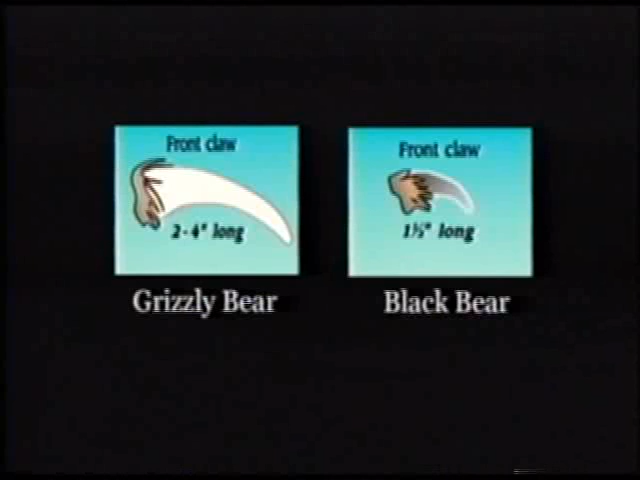 Front claw
2-4" long
Grizzly Bear
Front claw
1½" long
Black Bear